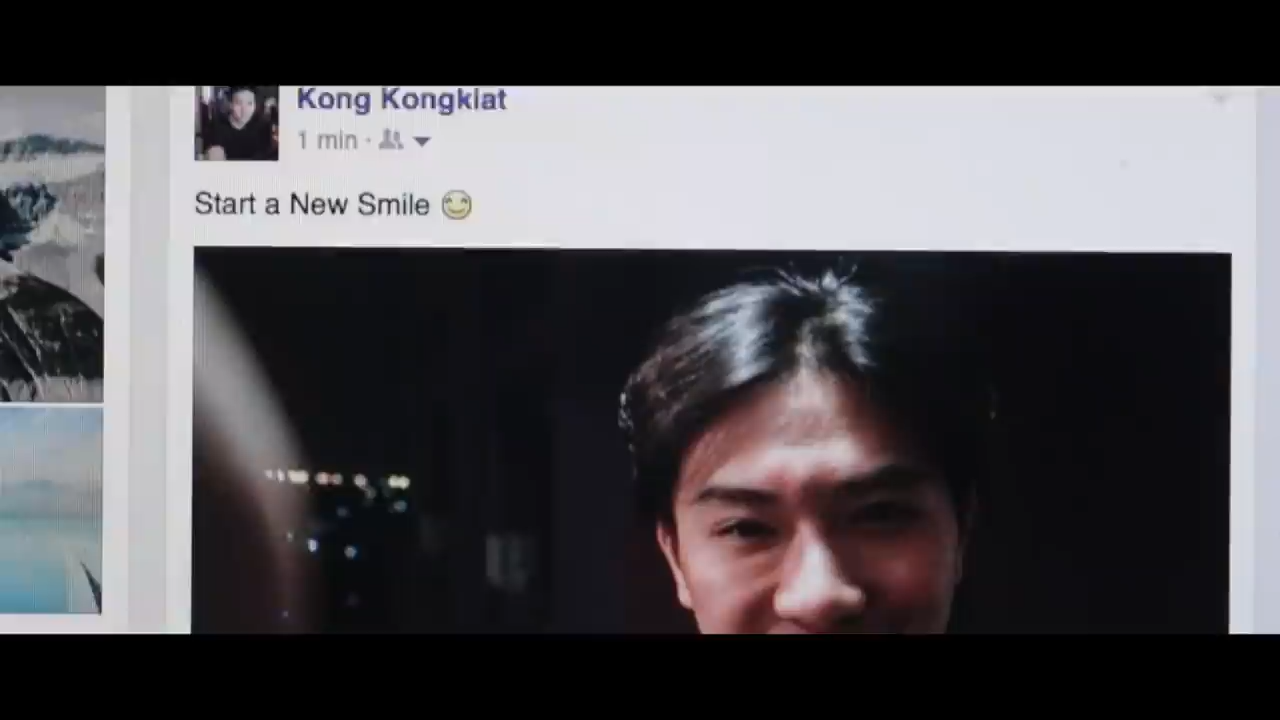 Kong Kongkiat
1 min ·
Start a New Smile 😊